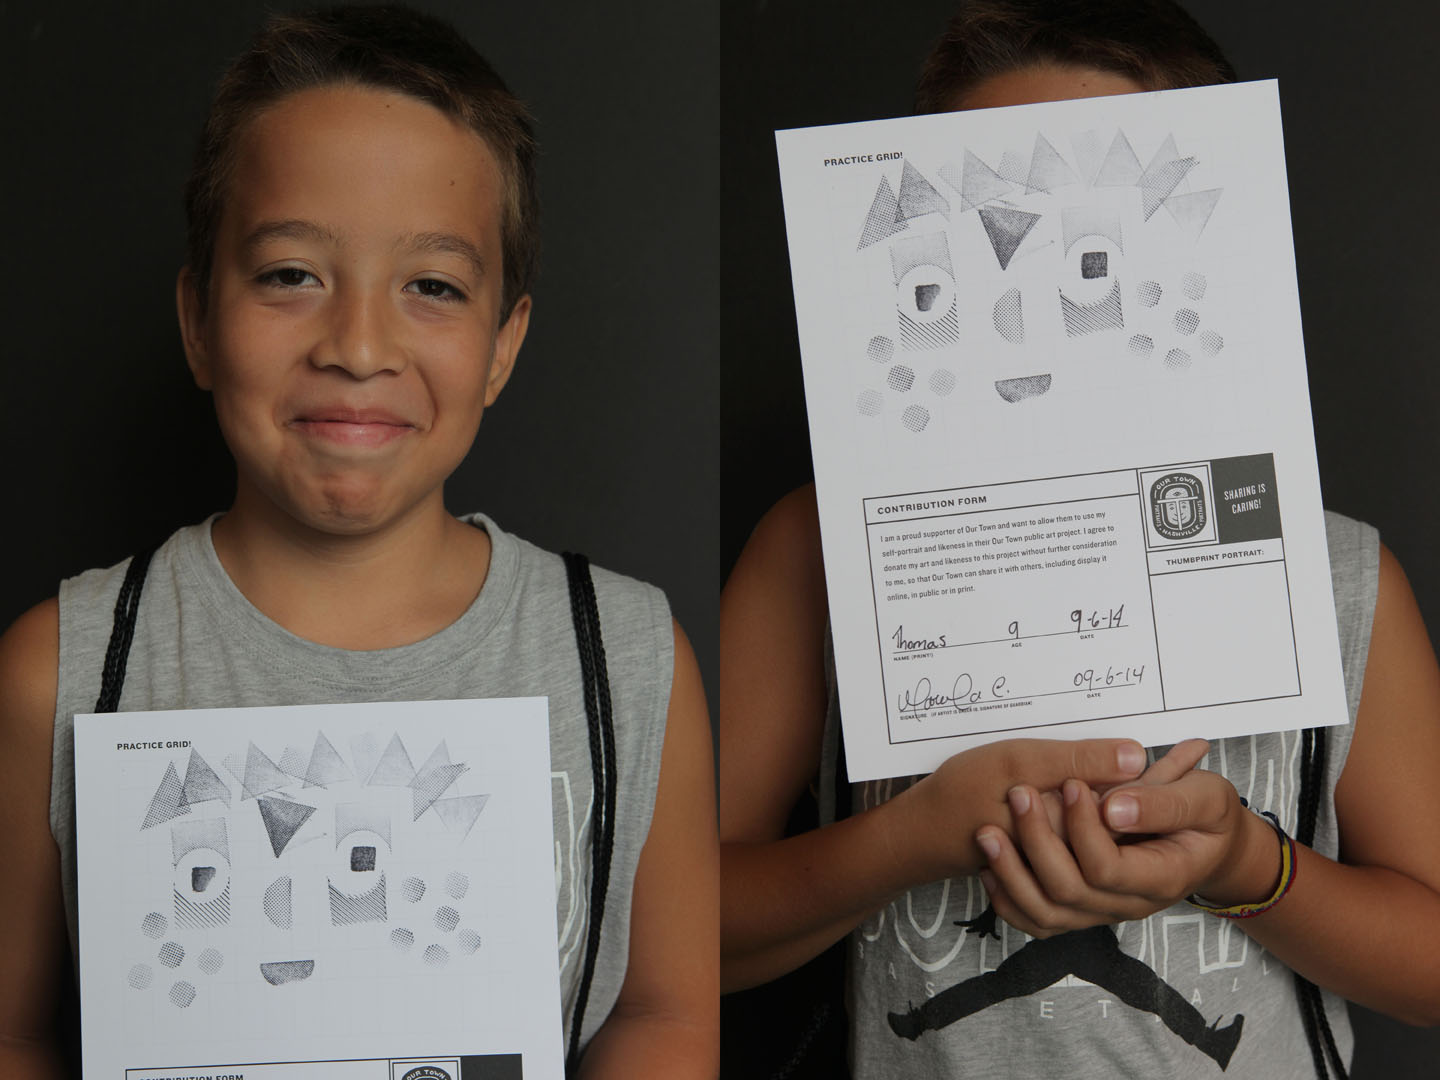 PRACTICE GRID!
CONTRIBUTION FORM
OUR TOWN
PRACTICE GRID!
CONTRIBUTION FORM
I am a proud supporter of Our Town and want to allow them to use my
self-portrait and likeness in their Our Town public art project. I agree to
donate my art and likeness to this project without further consideration
to me, so that Our Town can share it with others, including display it
online, in public or in print.
Thomas 9 9-6-14
NAME (PRINT!) AGE DATE
09-6-14
SIGNATURE (IF ARTIST IS UNDER 18, SIGNATURE OF GUARDIAN) DATE
OUR TOWN
PORTRAITS
NASHVILLE
SHARING IS
CARING!
THUMBPRINT PORTRAIT: